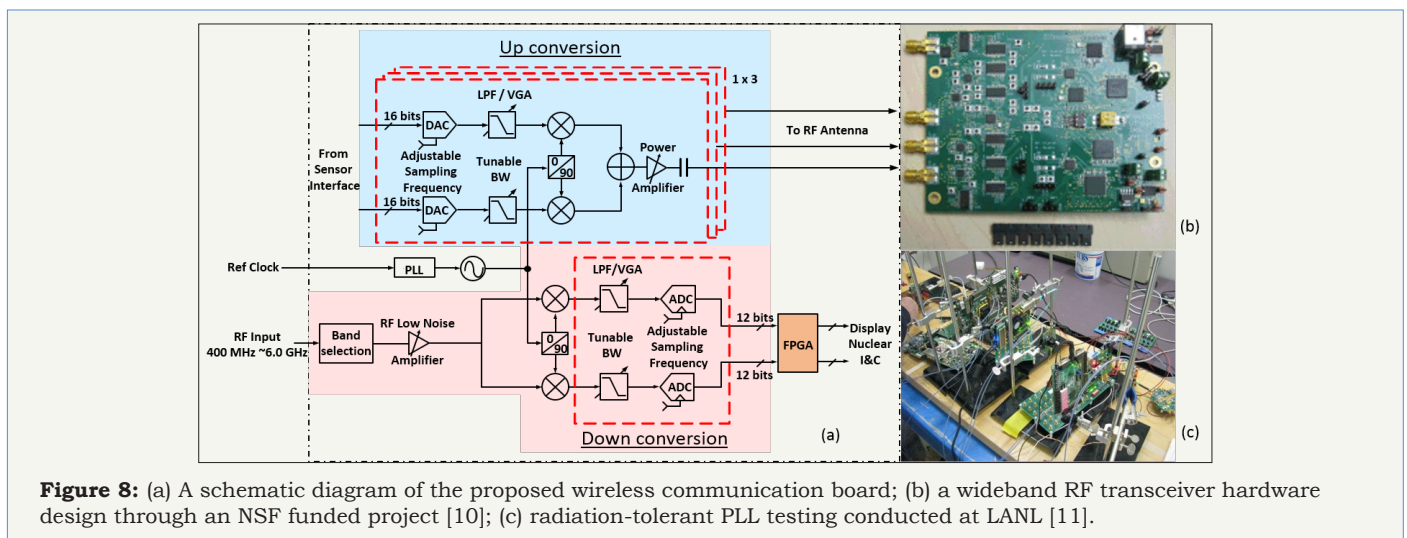 Up conversion
1 x 3
LPF / VGA
16 bits
DAC
From
Sensor
Interface
Adjustable
Sampling
Frequency
Tunable
BW
0
90
Power
Amplifier
To RF Antenna
16 bits
DAC
(b)
Ref Clock
PLL
LPF/VGA
ADC
RF Input
400 MHz ~6.0 GHz
Band
selection
RF Low Noise
Amplifier
0
90
Tunable
BW
Adjustable
Sampling
Frequency
12 bits
12 bits
FPGA
Display
Nuclear
I&C
ADC
Down conversion
(a)
(c)
Figure 8: (a) A schematic diagram of the proposed wireless communication board; (b) a wideband RF transceiver hardware
design through an NSF funded project [10]; (c) radiation-tolerant PLL testing conducted at LANL [11].